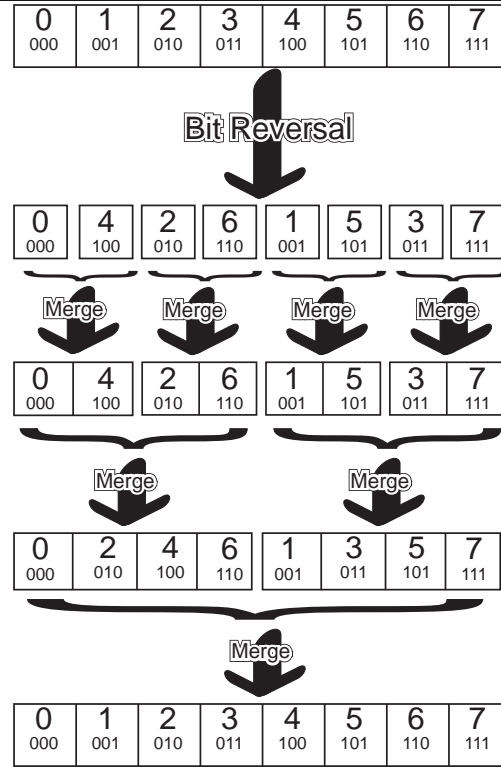 0 1 2 3 4 5 6 7
000 001 010 011 100 101 110 111
Bit Reversal
0 4 2 6 1 5 3 7
000 100 010 110 001 101 011 111
Merge Merge Merge Merge
0 4 2 6 1 5 3 7
000 100 010 110 001 101 011 111
Merge Merge
0 2 4 6 1 3 5 7
000 010 100 110 001 011 101 111
Merge
0 1 2 3 4 5 6 7
000 001 010 011 100 101 110 111